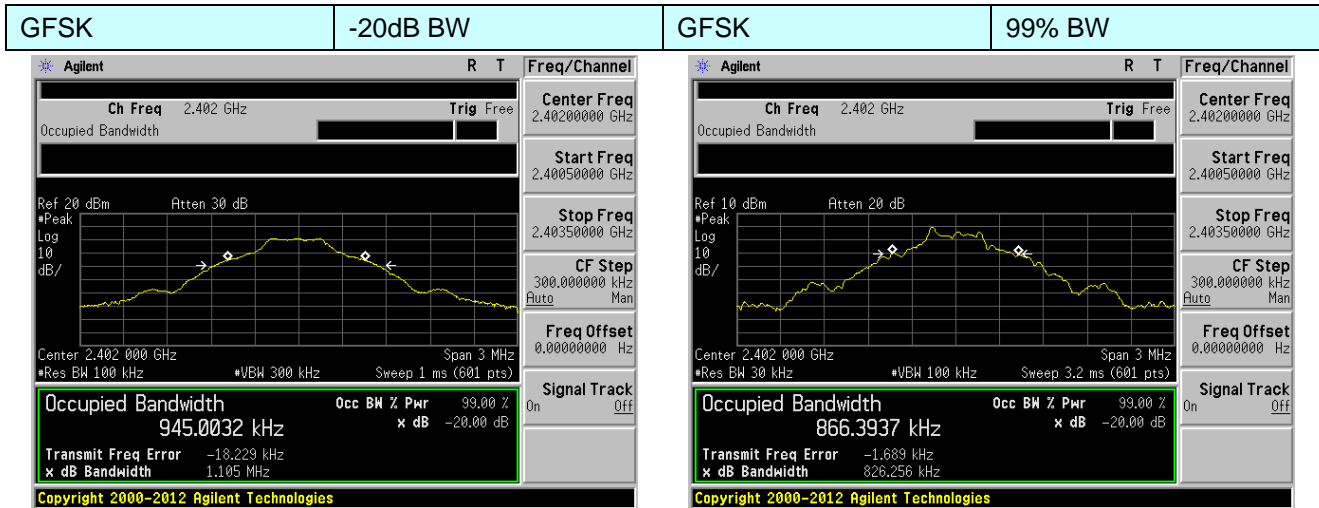 GFSK -20dB BW GFSK 99% BW
Agilent R T Freq/Channel
Ch Freq 2.402 GHz Trig Free
Occupied Bandwidth
Center Freq
2.40200000 GHz
Start Freq
2.40050000 GHz
Ref 20 dBm Atten 30 dB
#Peak
Log
10
dB/
Stop Freq
2.40350000 GHz
CF Step
300.000000 kHz
Auto Man
Freq Offset
0.00000000 Hz
Center 2.402 000 GHz Span 3 MHz
#Res BW 100 kHz #VBW 300 kHz Sweep 1 ms (601 pts)
Signal Track
On Off
Occupied Bandwidth Occ BW % Pwr 99.00 %
945.0032 kHz x dB -20.00 dB
Transmit Freq Error -18.229 kHz
x dB Bandwidth 1.105 MHz
Copyright 2000-2012 Agilent Technologies
Agilent R T Freq/Channel
Ch Freq 2.402 GHz Trig Free
Occupied Bandwidth
Center Freq
2.40200000 GHz
Start Freq
2.40050000 GHz
Ref 10 dBm Atten 20 dB
#Peak
Log
10
dB/
Stop Freq
2.40350000 GHz
CF Step
300.000000 kHz
Auto Man
Freq Offset
0.00000000 Hz
Center 2.402 000 GHz Span 3 MHz
#Res BW 30 kHz #VBW 100 kHz Sweep 3.2 ms (601 pts)
Signal Track
On Off
Occupied Bandwidth Occ BW % Pwr 99.00 %
866.3937 kHz x dB -20.00 dB
Transmit Freq Error -1.689 kHz
x dB Bandwidth 826.256 kHz
Copyright 2000-2012 Agilent Technologies